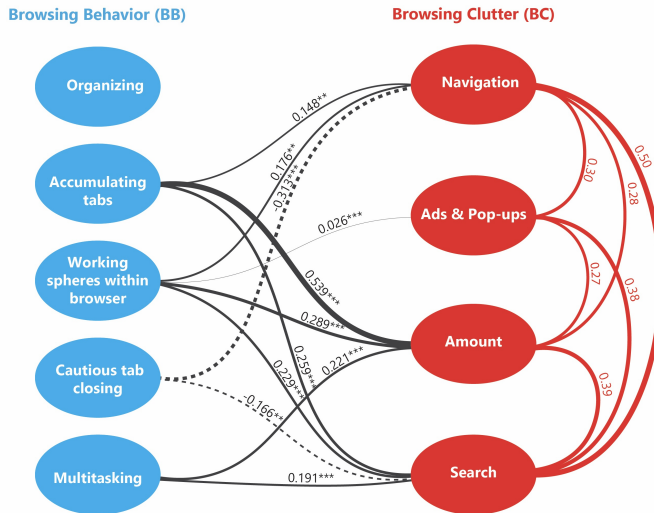 Browsing Behavior (BB)
Browsing Clutter (BC)
Organizing
Navigation
Accumulating
tabs
Ads & Pop-ups
Working
spheres within
browser
Amount
Cautious tab
closing
Multitasking
Search
0.148**
0.176**
-0.313***
0.026***
0.539***
0.289***
0.221***
0.259***
0.229***
-0.166**
0.191***
0.30
0.28
0.50
0.27
0.38
0.39